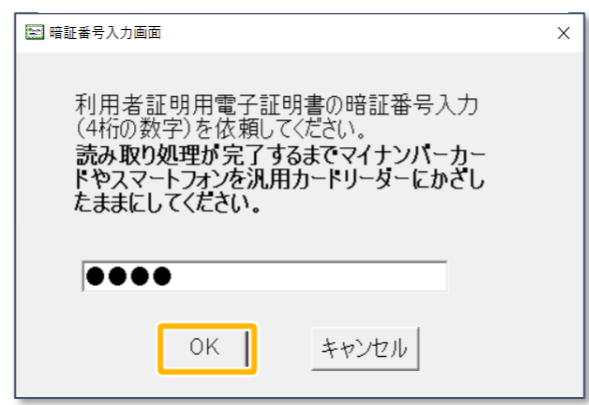 暗証番号入力画面
利用者証明用電子証明書の暗証番号入力
(4桁の数字)を依頼してください。
読み取り処理が完了するまでマイナンバーカー
ドやスマートフォンを汎用カードリーダーにかざし
たままにしてください。
●●●●
OK キャンセル